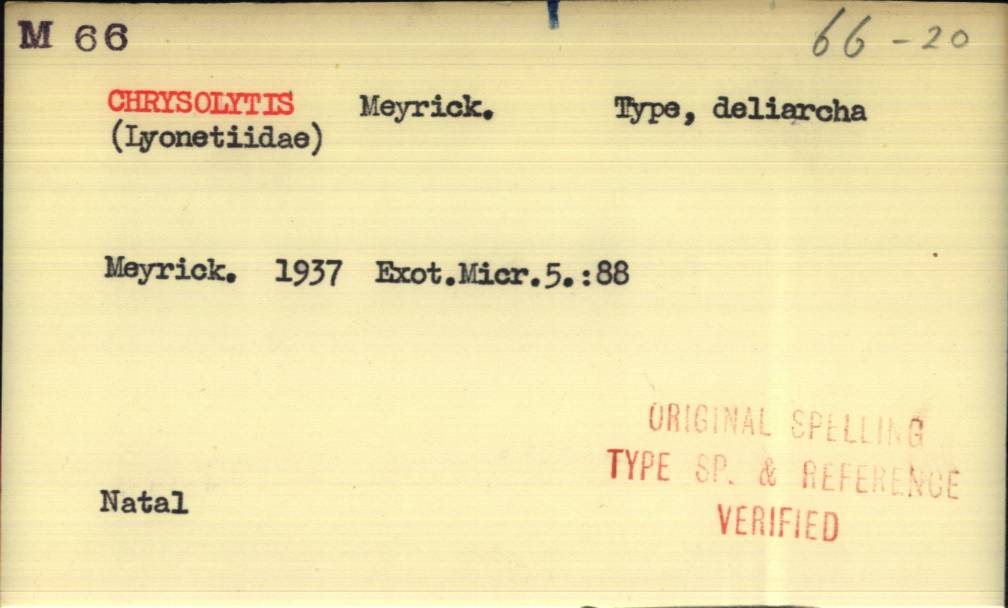 M 66
66-20
CHRYSOLYTIS Meyrick. Type, deliarcha
(Lyonetiidae)
Meyrick. 1937 Exot.Micr.5.:88
ORIGINAL SPELLING
TYPE SP. & REFERENCE
VERIFIED
Natal